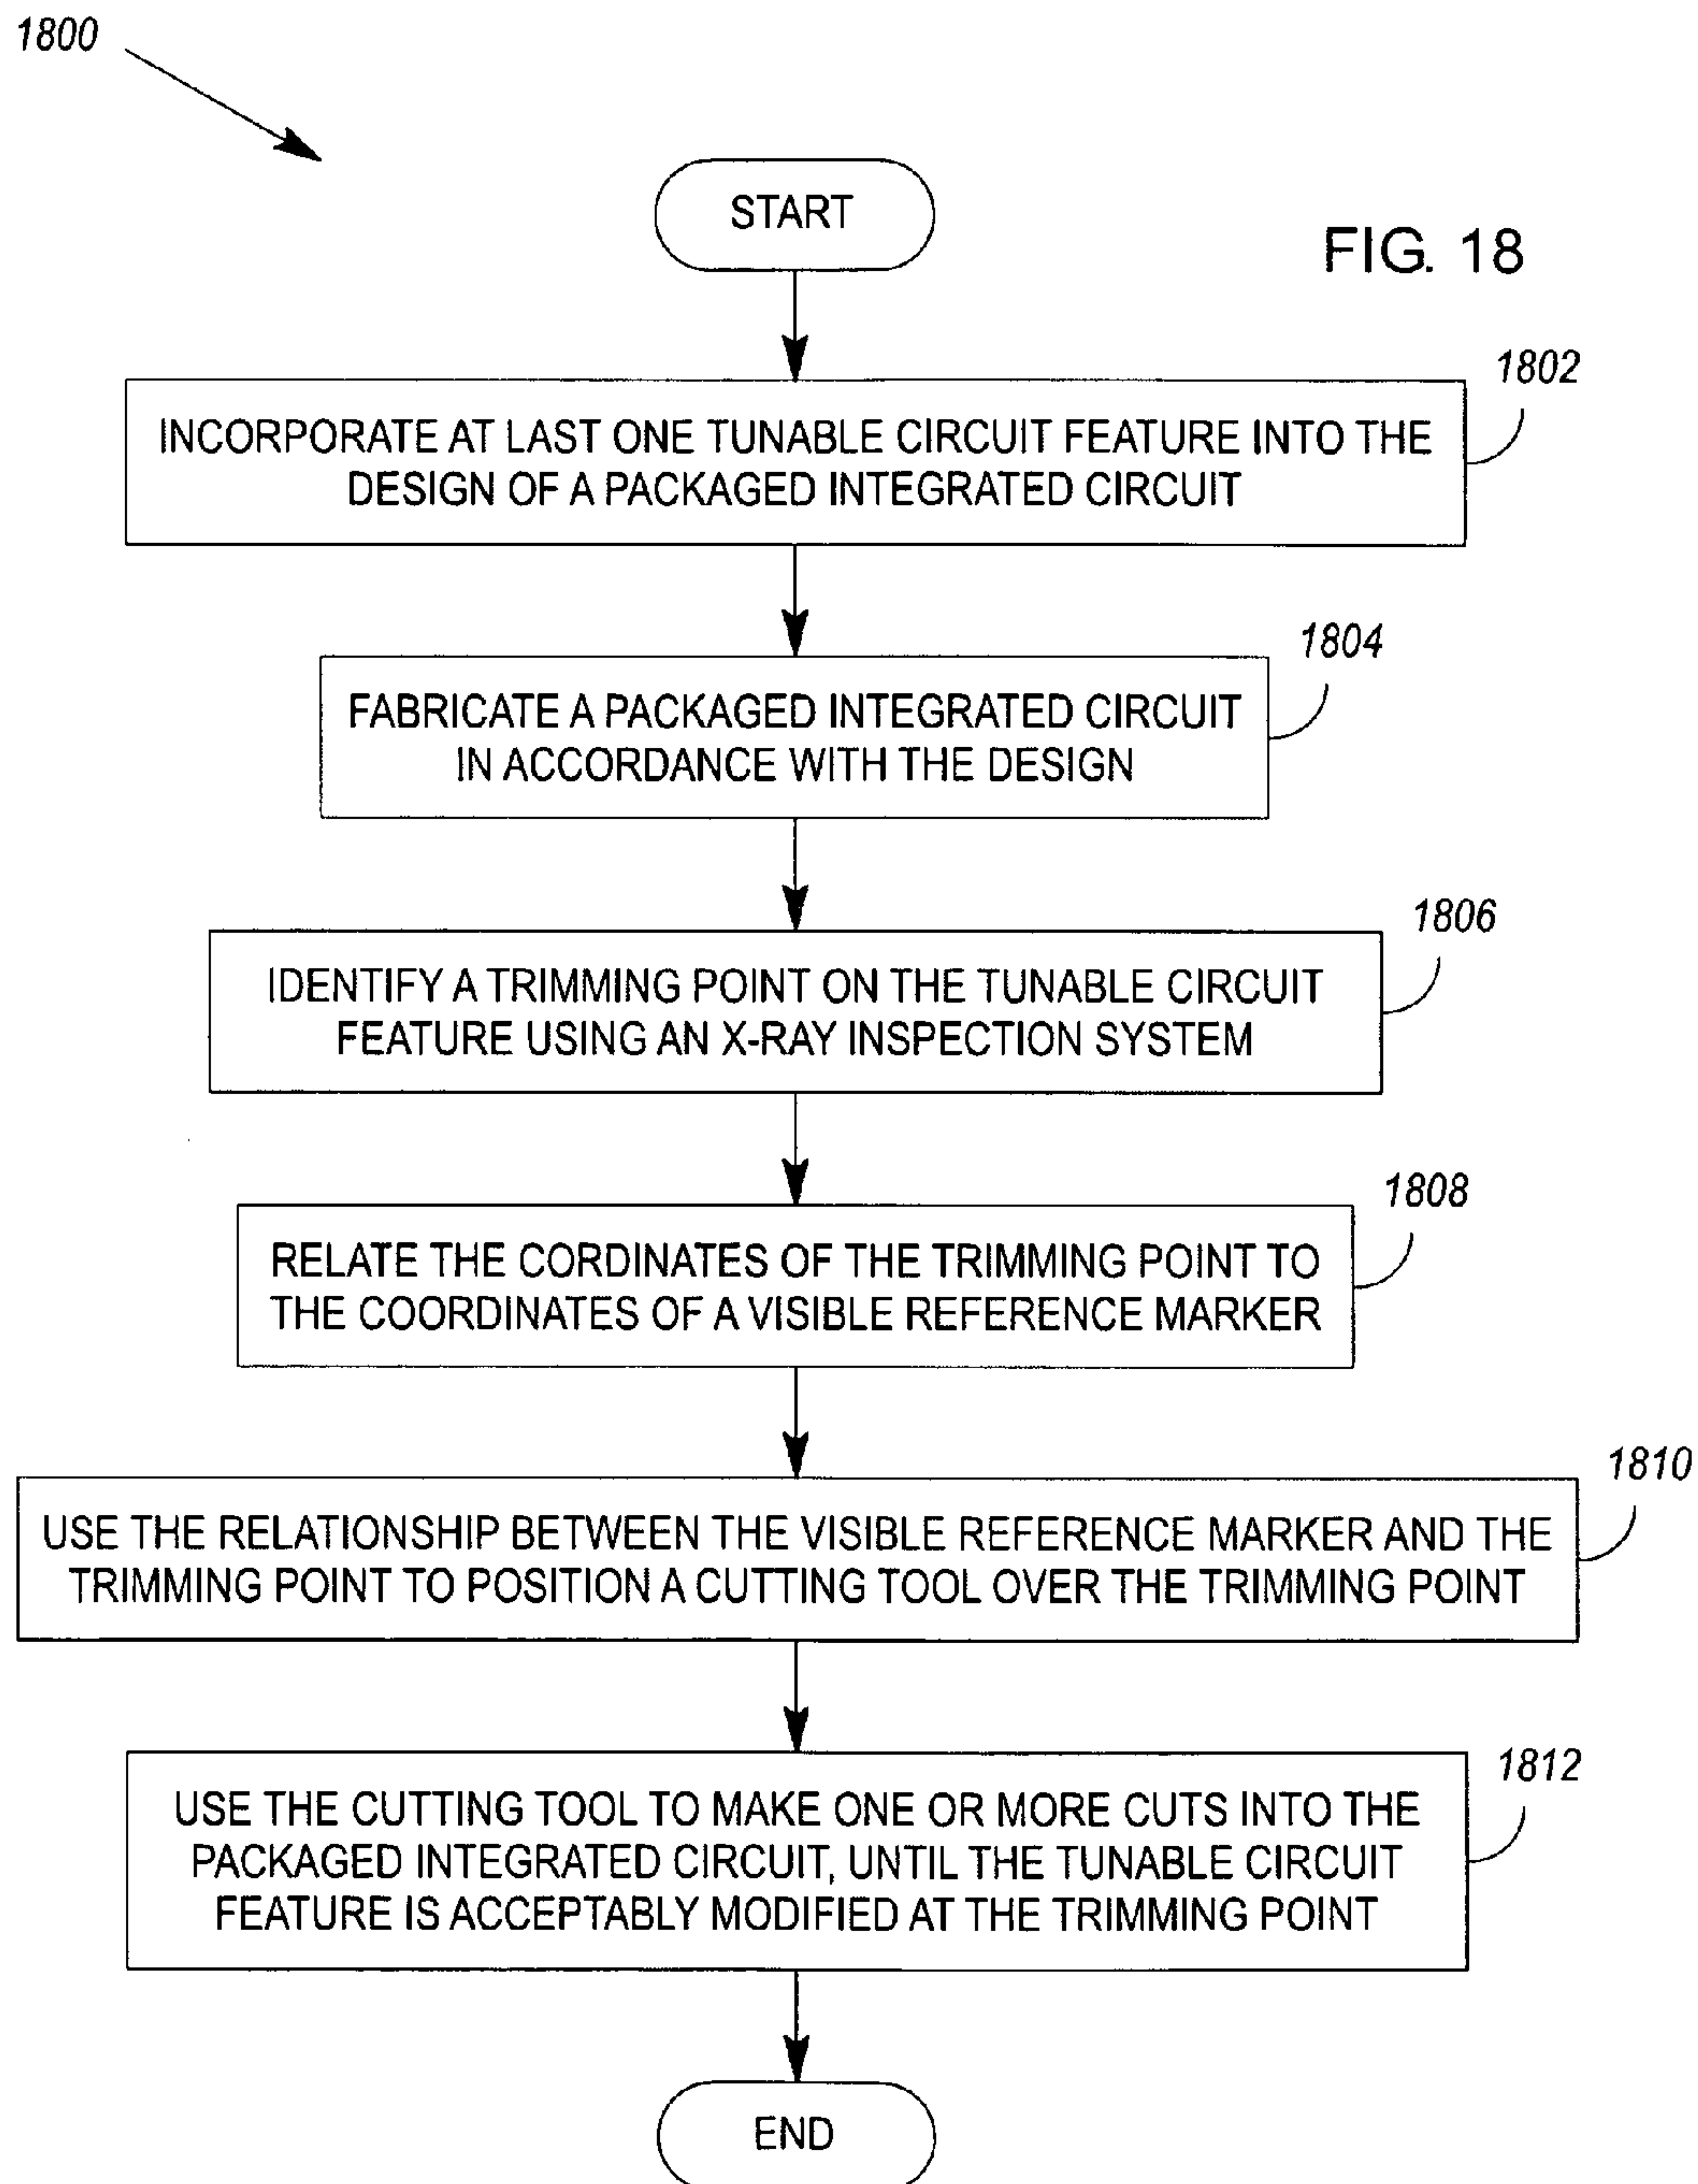 1800
START
FIG. 18
1802
INCORPORATE AT LAST ONE TUNABLE CIRCUIT FEATURE INTO THE
DESIGN OF A PACKAGED INTEGRATED CIRCUIT
1804
FABRICATE A PACKAGED INTEGRATED CIRCUIT
IN ACCORDANCE WITH THE DESIGN
1806
IDENTIFY A TRIMMING POINT ON THE TUNABLE CIRCUIT
FEATURE USING AN X-RAY INSPECTION SYSTEM
1808
RELATE THE CORDINATES OF THE TRIMMING POINT TO
THE COORDINATES OF A VISIBLE REFERENCE MARKER
1810
USE THE RELATIONSHIP BETWEEN THE VISIBLE REFERENCE MARKER AND THE
TRIMMING POINT TO POSITION A CUTTING TOOL OVER THE TRIMMING POINT
1812
USE THE CUTTING TOOL TO MAKE ONE OR MORE CUTS INTO THE
PACKAGED INTEGRATED CIRCUIT, UNTIL THE TUNABLE CIRCUIT
FEATURE IS ACCEPTABLY MODIFIED AT THE TRIMMING POINT
END